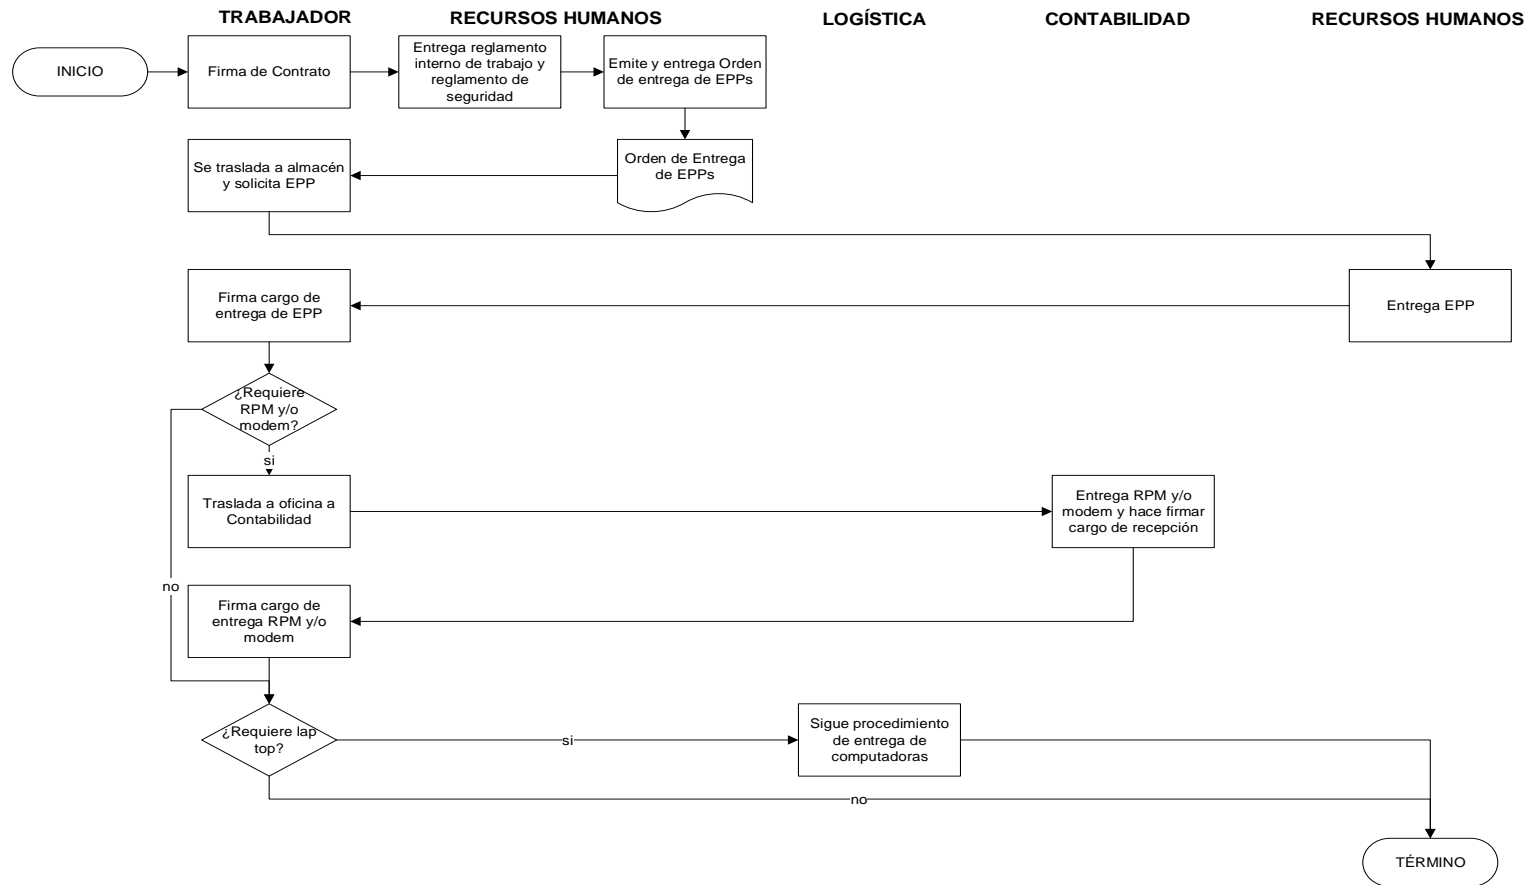 TRABAJADOR
RECURSOS HUMANOS
LOGÍSTICA
CONTABILIDAD
RECURSOS HUMANOS
INICIO
Firma de Contrato
Entrega reglamento
interno de trabajo y
reglamento de
seguridad
Emite y entrega Orden
de entrega de EPPs
Se traslada a almacén
y solicita EPP
Orden de Entrega
de EPPs
Firma cargo de
entrega de EPP
Entrega EPP
¿Requiere
RPM y/o
modem?
si
Traslada a oficina a
Contabilidad
Entrega RPM y/o
modem y hace firmar
cargo de recepción
no
Firma cargo de
entrega RPM y/o
modem
¿Requiere lap
top?
si
Sigue procedimiento
de entrega de
computadoras
no
TÉRMINO